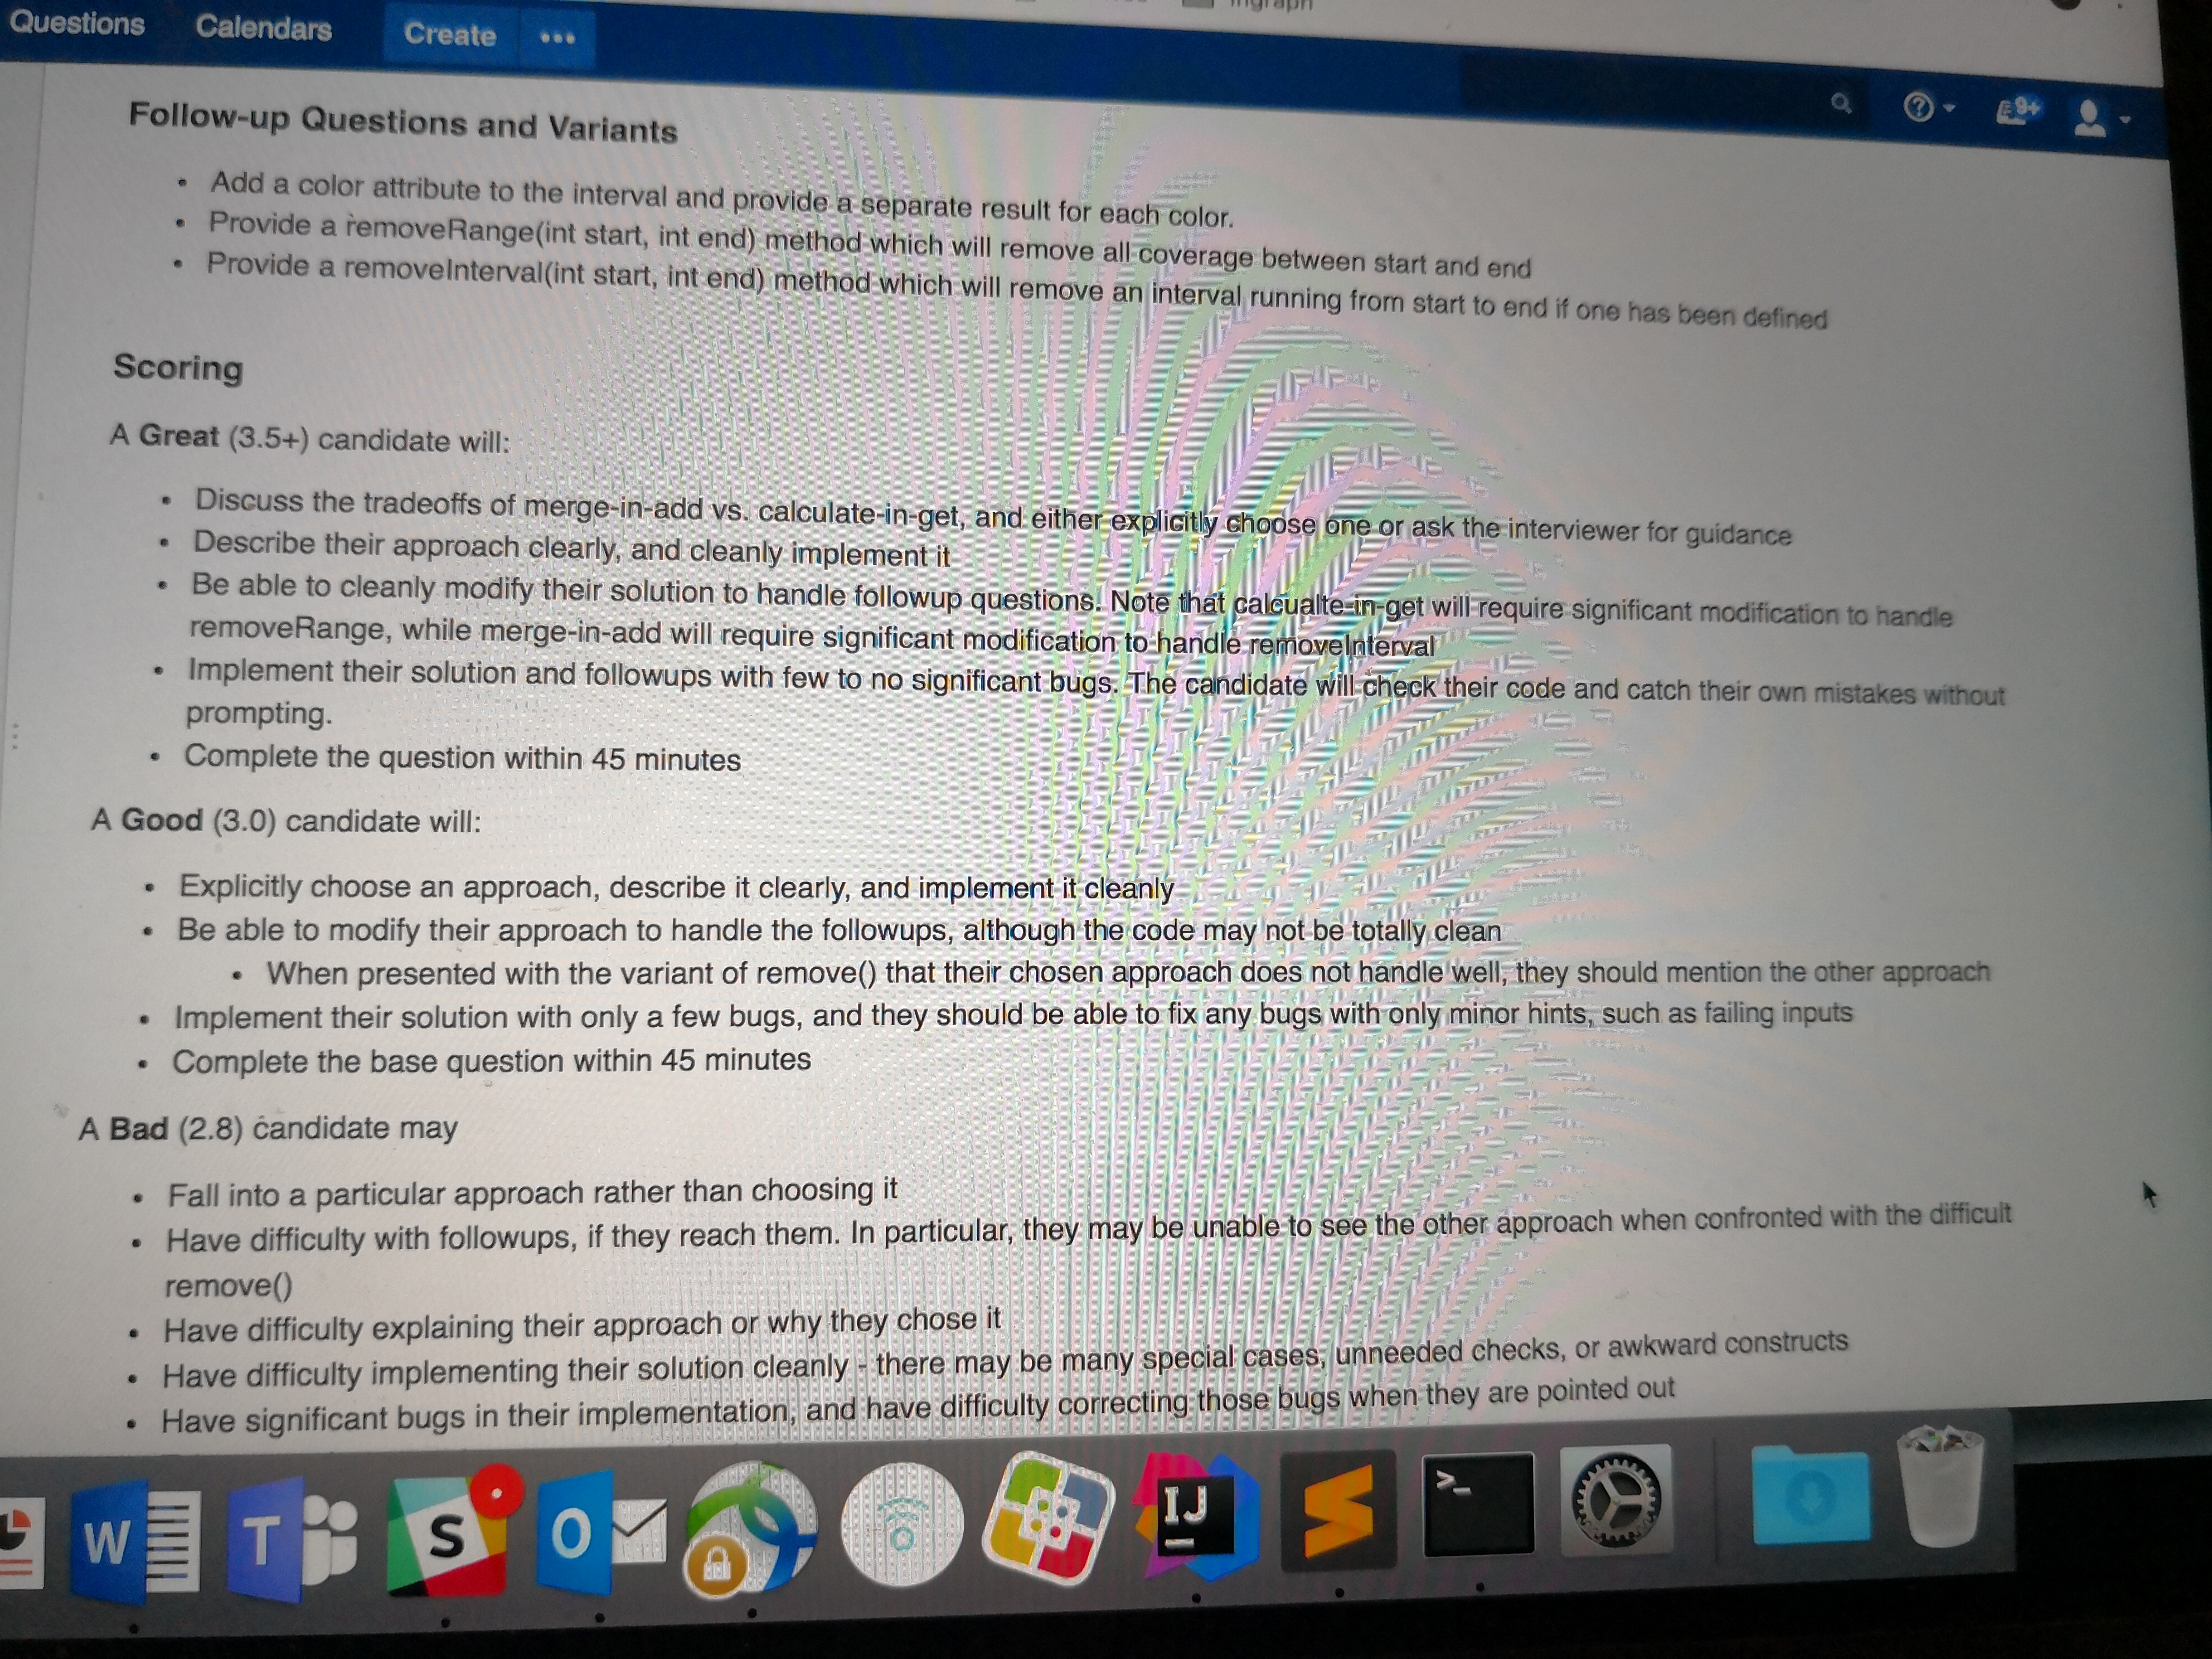 Questions Calendars Create •••
9+
Follow-up Questions and Variants
• Add a color attribute to the interval and provide a separate result for each color.
• Provide a removeRange(int start, int end) method which will remove all coverage between start and end
• Provide a removeInterval(int start, int end) method which will remove an interval running from start to end if one has been defined
Scoring
A Great (3.5+) candidate will:
• Discuss the tradeoffs of merge-in-add vs. calculate-in-get, and either explicitly choose one or ask the interviewer for guidance
• Describe their approach clearly, and cleanly implement it
• Be able to cleanly modify their solution to handle followup questions. Note that calcualte-in-get will require significant modification to handle
removeRange, while merge-in-add will require significant modification to handle removeInterval
• Implement their solution and followups with few to no significant bugs. The candidate will check their code and catch their own mistakes without
prompting.
• Complete the question within 45 minutes
A Good (3.0) candidate will:
• Explicitly choose an approach, describe it clearly, and implement it cleanly
• Be able to modify their approach to handle the followups, although the code may not be totally clean
• When presented with the variant of remove() that their chosen approach does not handle well, they should mention the other approach
• Implement their solution with only a few bugs, and they should be able to fix any bugs with only minor hints, such as failing inputs
• Complete the base question within 45 minutes
A Bad (2.8) candidate may
• Fall into a particular approach rather than choosing it
• Have difficulty with followups, if they reach them. In particular, they may be unable to see the other approach when confronted with the difficult
remove()
• Have difficulty explaining their approach or why they chose it
• Have difficulty implementing their solution cleanly - there may be many special cases, unneeded checks, or awkward constructs
• Have significant bugs in their implementation, and have difficulty correcting those bugs when they are pointed out
W T S O IJ >_